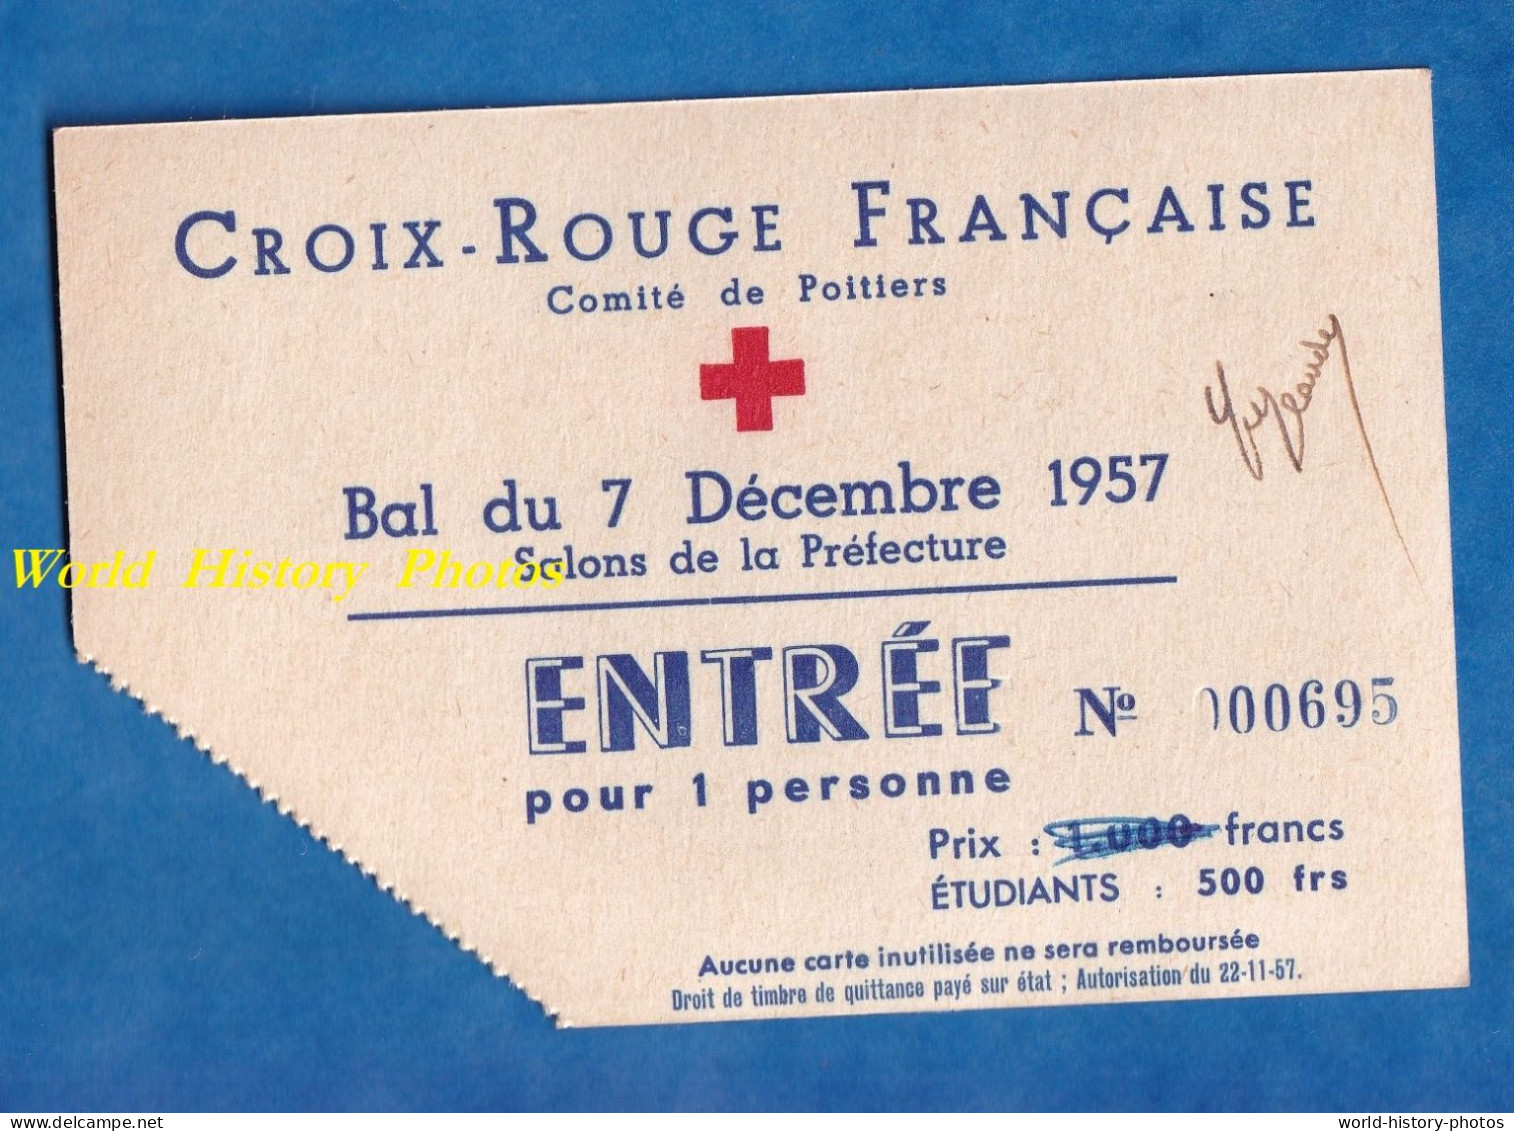 CROIX-ROUGE FRANÇAISE
Comité de Poitiers
Bal du 7 Décembre 1957
Salons de la Préfecture
World History Photos
ENTRÉE Nº 000695
pour 1 personne
Prix : 1.000 francs
ÉTUDIANTS : 500 frs
Aucune carte inutilisée ne sera remboursée
Droit de timbre de quittance payé sur état ; Autorisation du 22-11-57.
delcampe.net
world-history-photos